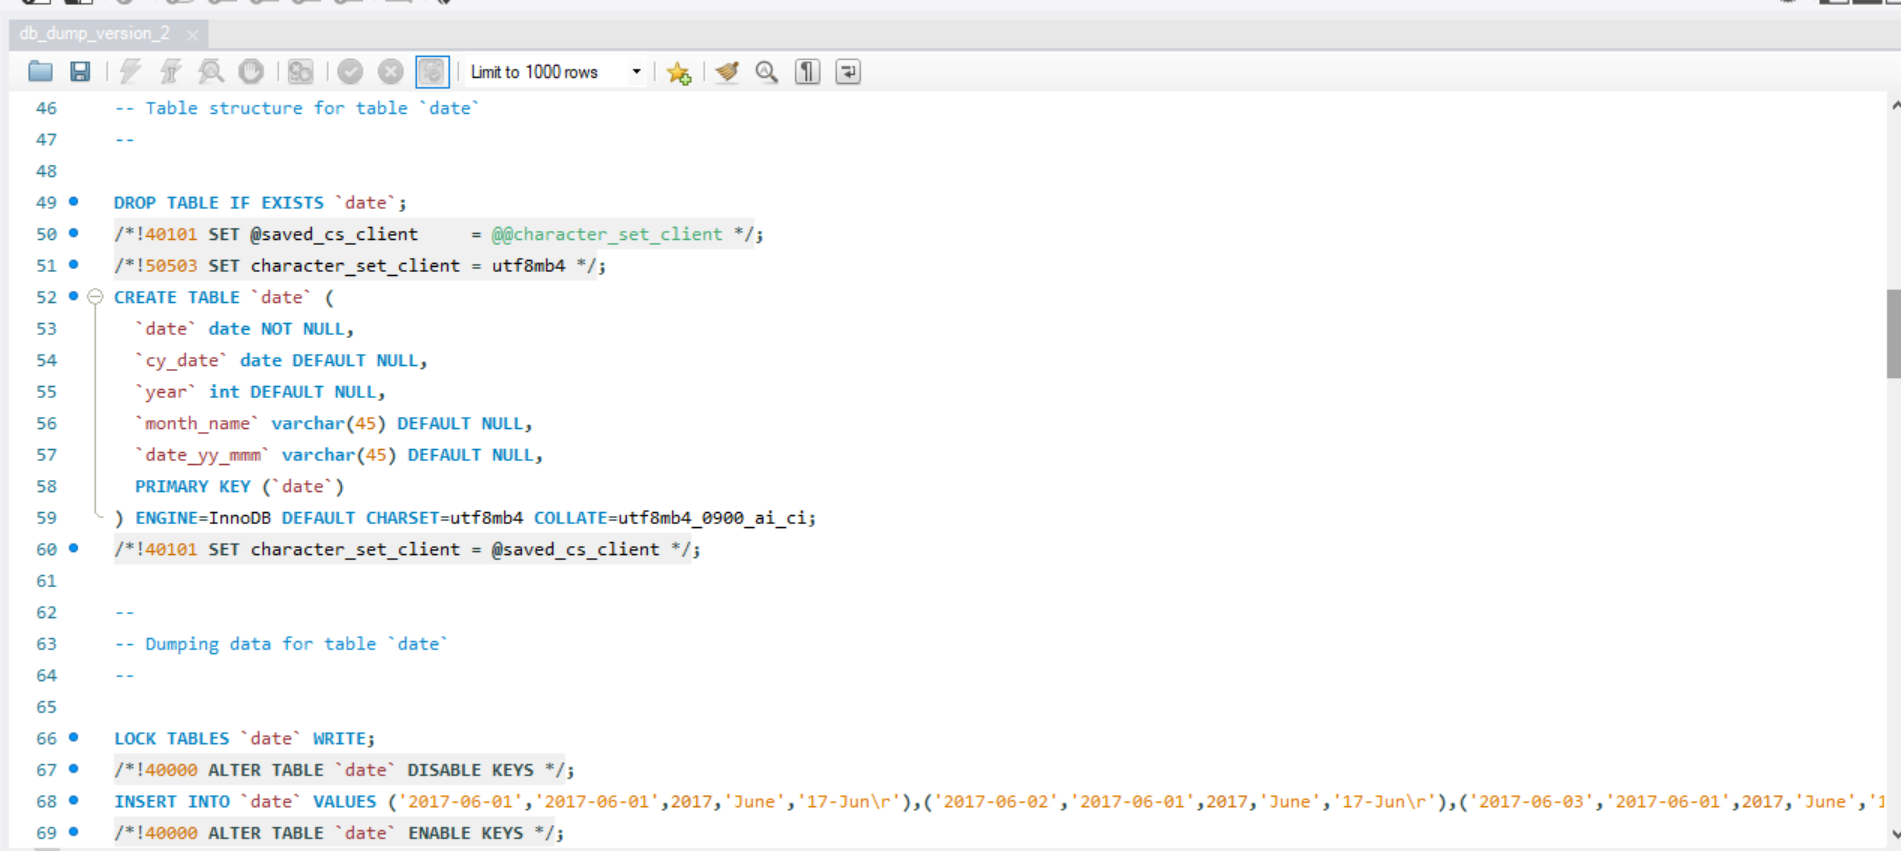 db_dump_version_2
Limit to 1000 rows
46 -- Table structure for table `date`
47 --
48
49 DROP TABLE IF EXISTS `date`;
50 /*!40101 SET @saved_cs_client     = @@character_set_client */;
51 /*!50503 SET character_set_client = utf8mb4 */;
52 CREATE TABLE `date` (
53   `date` date NOT NULL,
54   `cy_date` date DEFAULT NULL,
55   `year` int DEFAULT NULL,
56   `month_name` varchar(45) DEFAULT NULL,
57   `date_yy_mmm` varchar(45) DEFAULT NULL,
58   PRIMARY KEY (`date`)
59 ) ENGINE=InnoDB DEFAULT CHARSET=utf8mb4 COLLATE=utf8mb4_0900_ai_ci;
60 /*!40101 SET character_set_client = @saved_cs_client */;
61
62 --
63 -- Dumping data for table `date`
64 --
65
66 LOCK TABLES `date` WRITE;
67 /*!40000 ALTER TABLE `date` DISABLE KEYS */;
68 INSERT INTO `date` VALUES ('2017-06-01','2017-06-01',2017,'June','17-Jun\r'),('2017-06-02','2017-06-01',2017,'June','17-Jun\r'),('2017-06-03','2017-06-01',2017,'June','1
69 /*!40000 ALTER TABLE `date` ENABLE KEYS */;